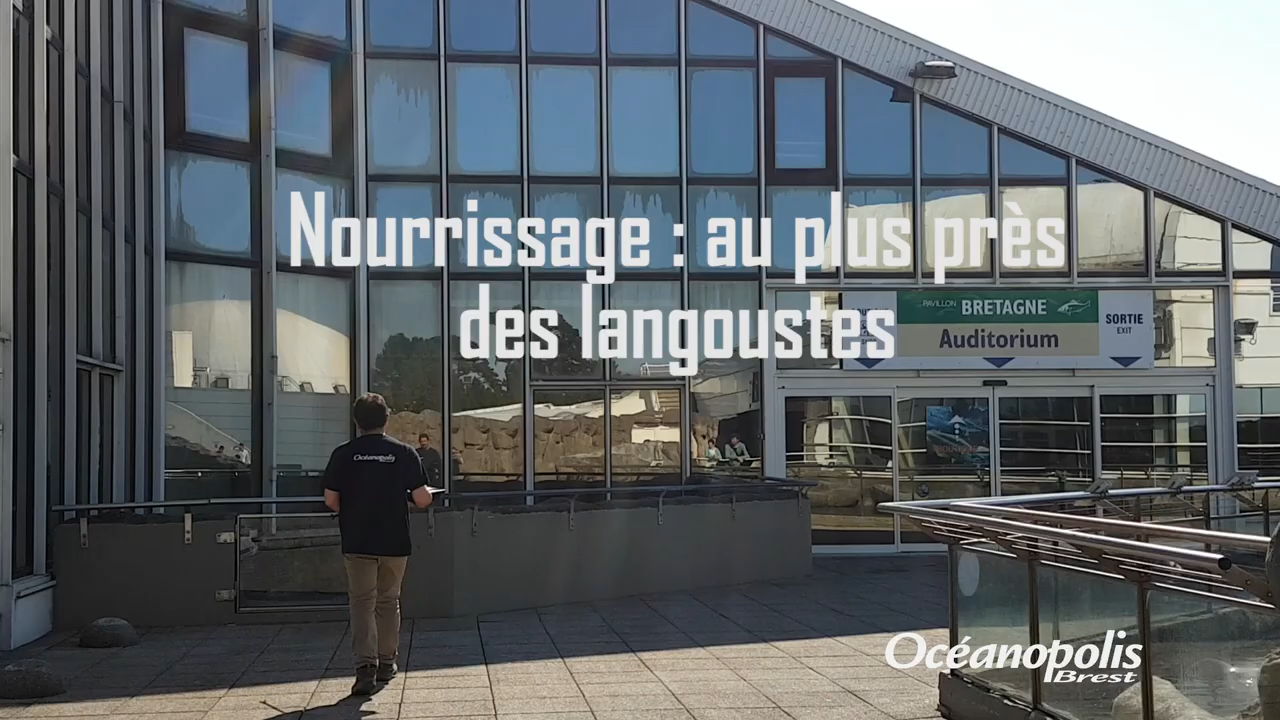 Nourrissage : au plus près
des langoustes
PAVILLON
BRETAGNE
Auditorium
SORTIE
EXIT
Océanopolis
Océanopolis
Brest